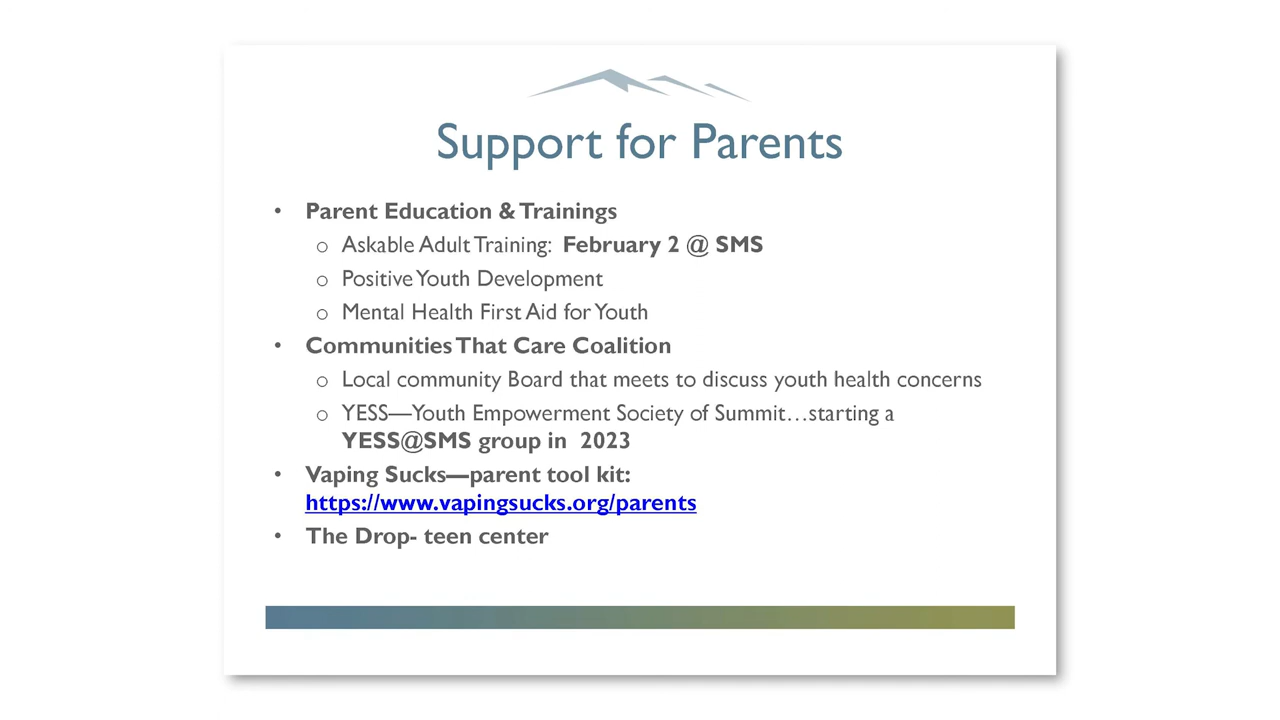 Support for Parents
• Parent Education & Trainings
o Askable Adult Training: February 2 @ SMS
o Positive Youth Development
o Mental Health First Aid for Youth
• Communities That Care Coalition
o Local community Board that meets to discuss youth health concerns
o YESS—Youth Empowerment Society of Summit…starting a
YESS@SMS group in 2023
• Vaping Sucks—parent tool kit:
https://www.vapingsucks.org/parents
• The Drop- teen center